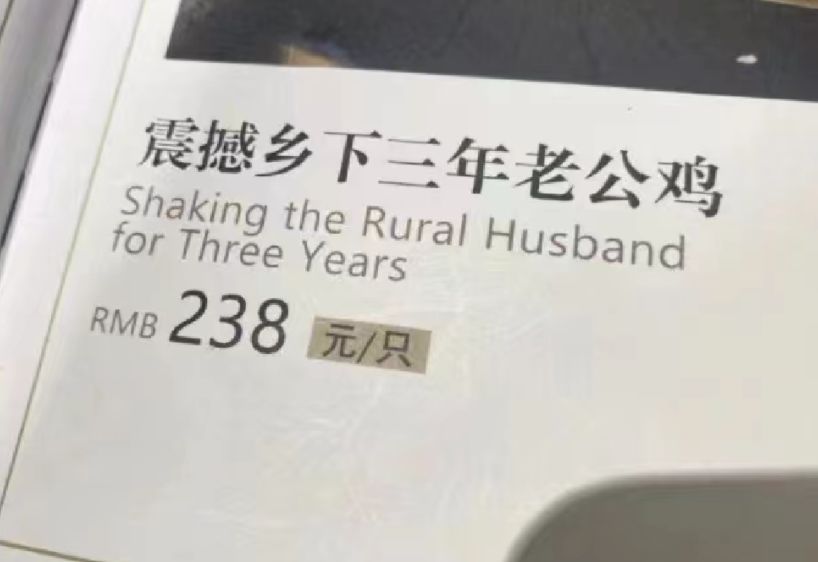 震撼乡下三年老公鸡
Shaking the Rural Husband
for Three Years
RMB 238 元/只